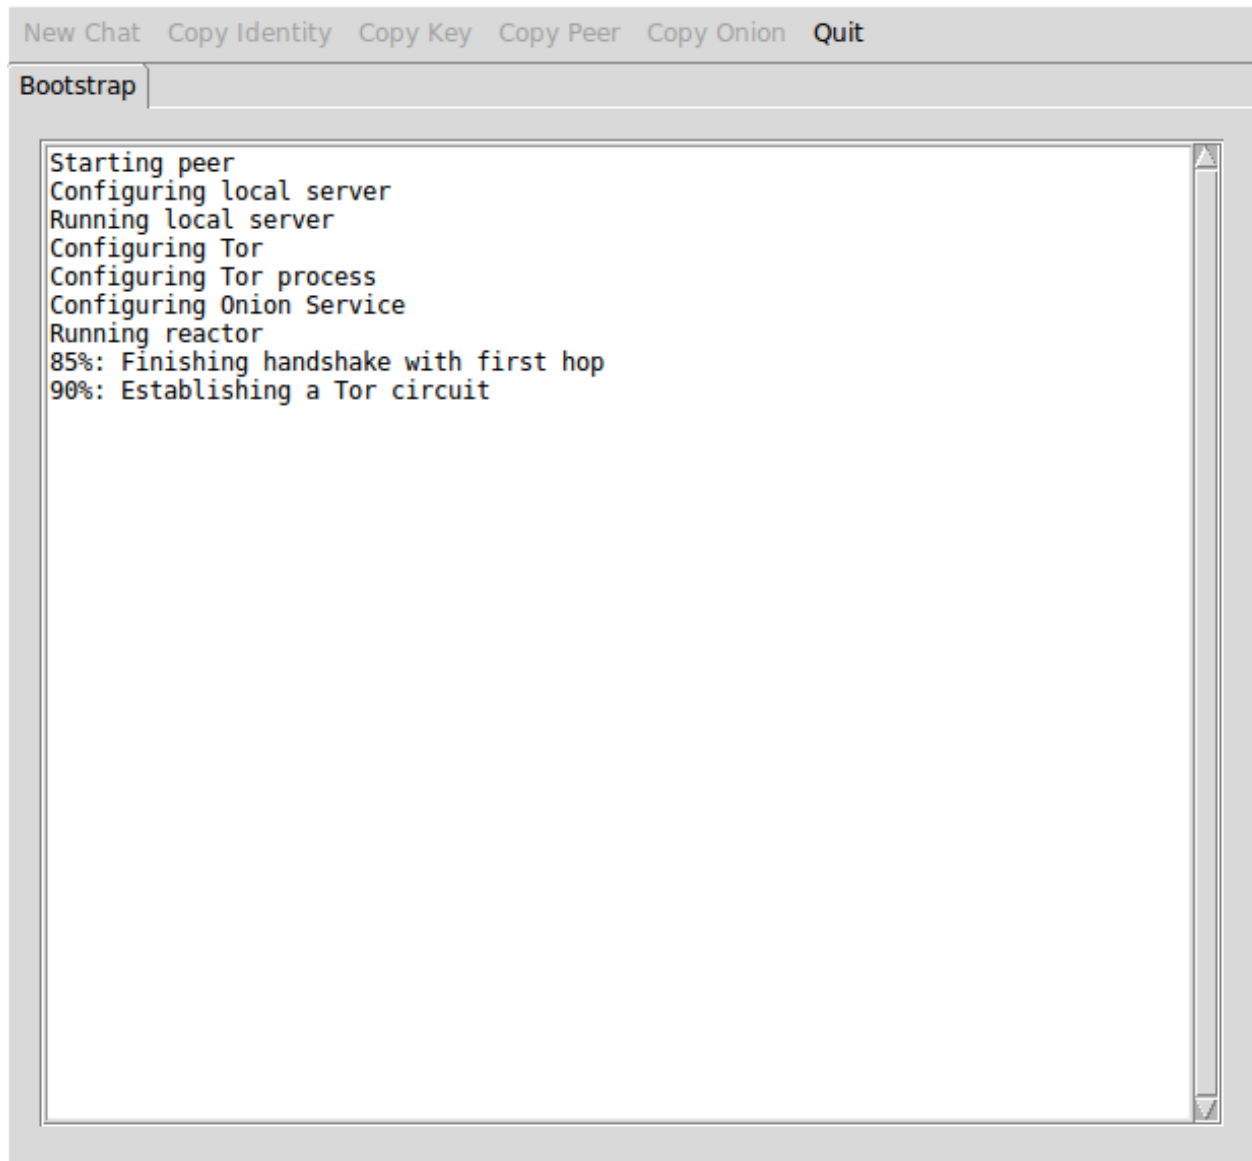 New Chat Copy Identity Copy Key Copy Peer Copy Onion Quit
Bootstrap
Starting peer
Configuring local server
Running local server
Configuring Tor
Configuring Tor process
Configuring Onion Service
Running reactor
85%: Finishing handshake with first hop
90%: Establishing a Tor circuit